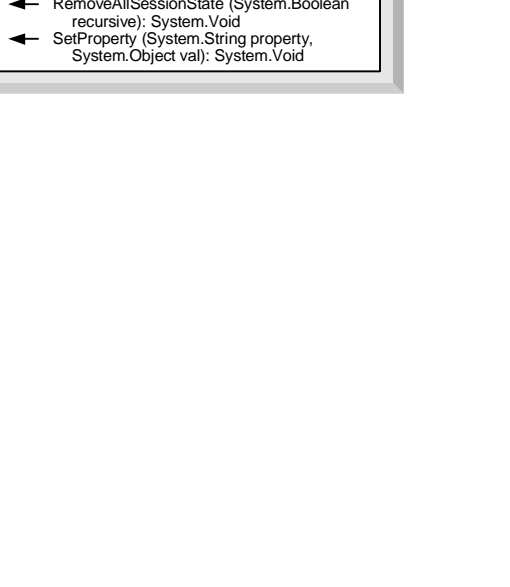 RemoveAllSessionState (System.Boolean
recursive): System.Void
SetProperty (System.String property,
System.Object val): System.Void